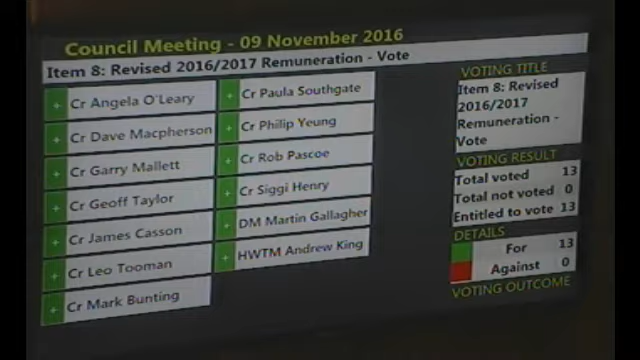 Council Meeting - 09 November 2016
Item 8: Revised 2016/2017 Remuneration - Vote
+ Cr Angela O'Leary
+ Cr Dave Macpherson
+ Cr Garry Mallett
+ Cr Geoff Taylor
+ Cr James Casson
+ Cr Leo Tooman
+ Cr Mark Bunting
+ Cr Paula Southgate
+ Cr Philip Yeung
+ Cr Rob Pascoe
+ Cr Siggi Henry
+ DM Martin Gallagher
+ HWTM Andrew King
VOTING TITLE
Item 8: Revised
2016/2017
Remuneration -
Vote
VOTING RESULT
Total voted 13
Total not voted 0
Entitled to vote 13
DETAILS
For 13
Against 0
VOTING OUTCOME